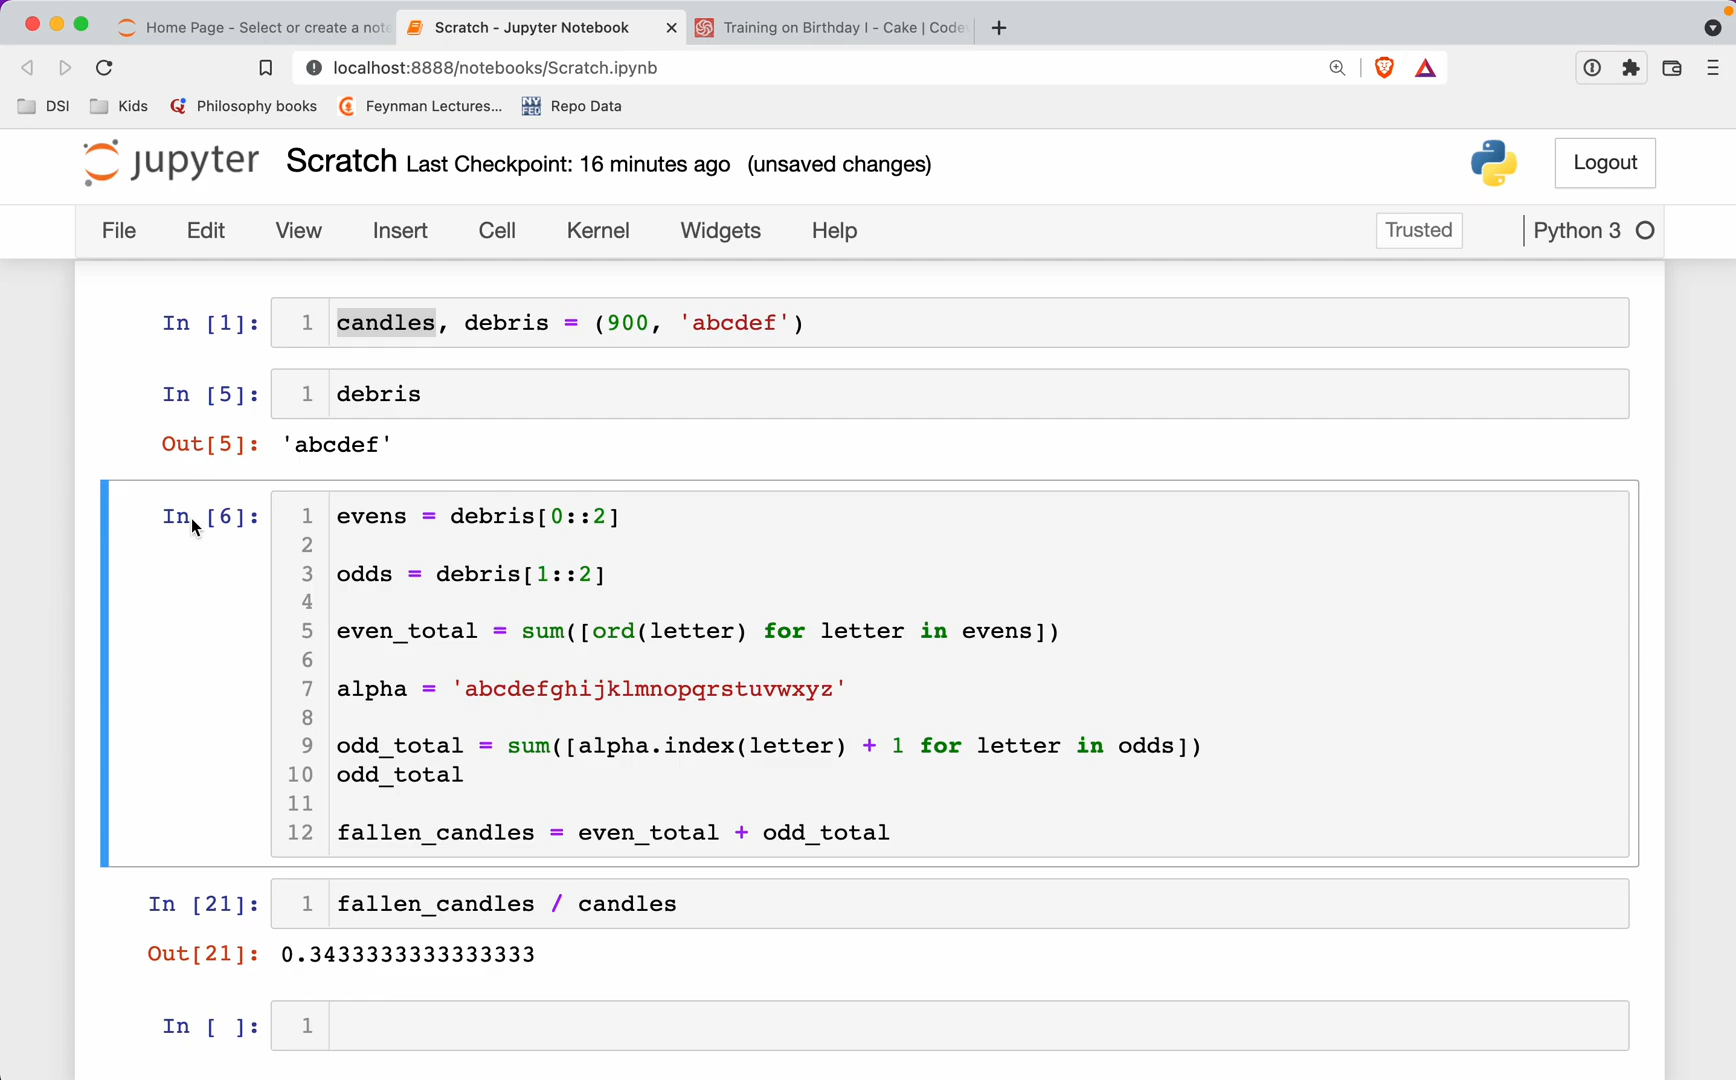 Home Page - Select or create a note
Scratch - Jupyter Notebook
Training on Birthday I - Cake | Code
localhost:8888/notebooks/Scratch.ipynb
DSI
Kids
Philosophy books
Feynman Lectures...
NY FED
Repo Data
jupyter Scratch Last Checkpoint: 16 minutes ago (unsaved changes)
Logout
File Edit View Insert Cell Kernel Widgets Help
Trusted
Python 3
In [1]: 1 candles, debris = (900, 'abcdef')
In [5]: 1 debris
Out[5]: 'abcdef'
In [6]: 1 evens = debris[0::2]
2
3 odds = debris[1::2]
4
5 even_total = sum([ord(letter) for letter in evens])
6
7 alpha = 'abcdefghijklmnopqrstuvwxyz'
8
9 odd_total = sum([alpha.index(letter) + 1 for letter in odds])
10 odd_total
11
12 fallen_candles = even_total + odd_total
In [21]: 1 fallen_candles / candles
Out[21]: 0.3433333333333333
In [ ]: 1